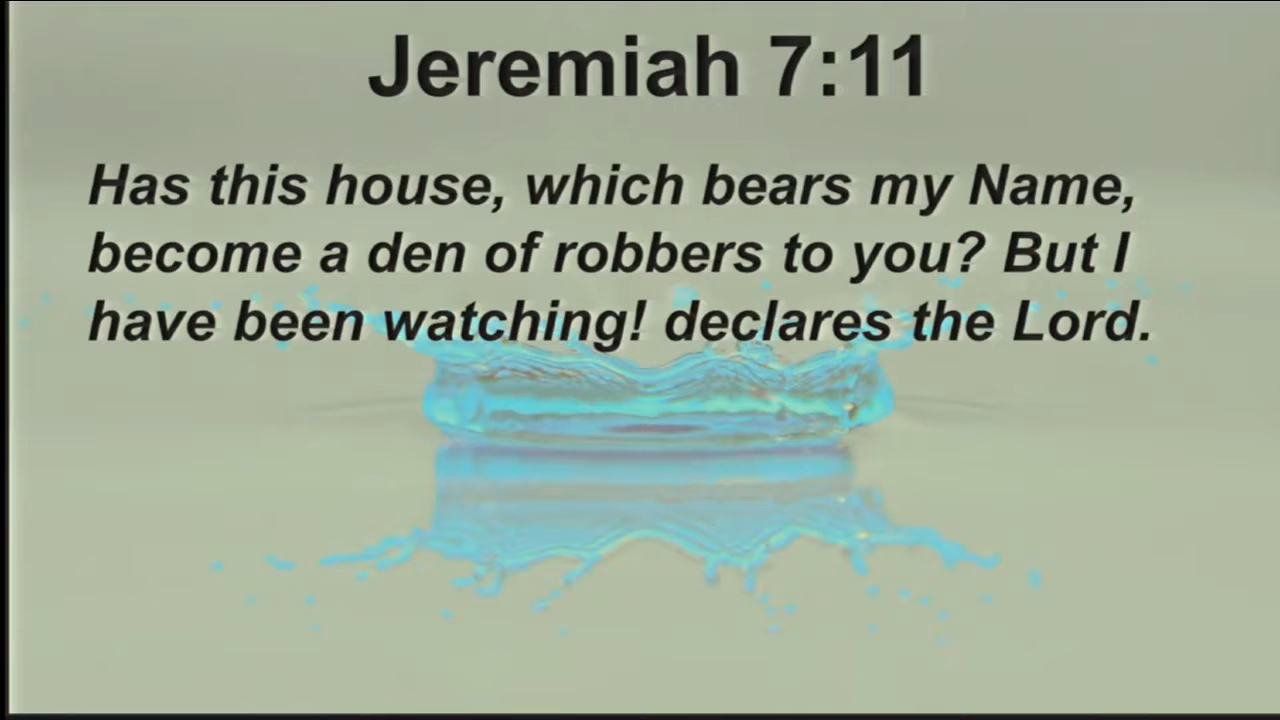 Jeremiah 7:11
Has this house, which bears my Name,
become a den of robbers to you? But I
have been watching! declares the Lord.